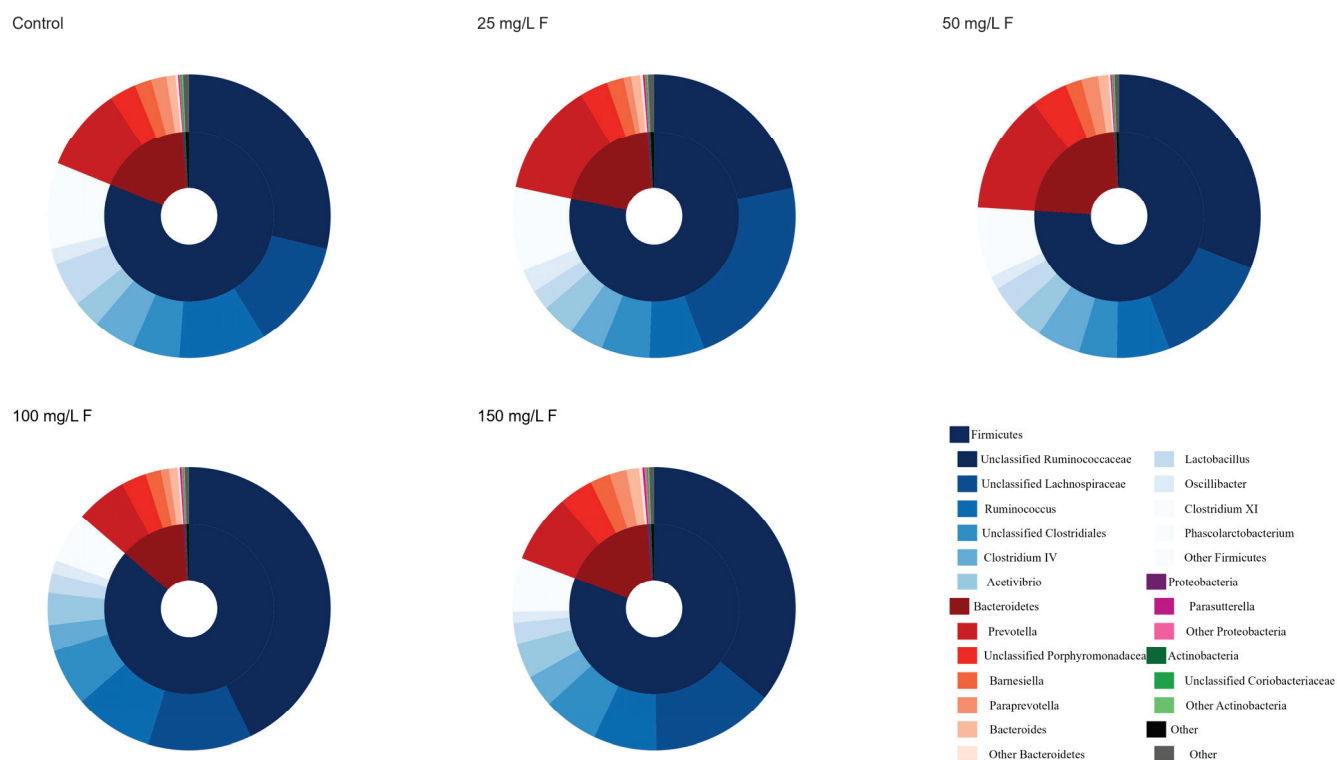 Control
25 mg/L F
50 mg/L F
100 mg/L F
150 mg/L F
Firmicutes
Unclassified Ruminococcaceae
Unclassified Lachnospiraceae
Ruminococcus
Unclassified Clostridiales
Clostridium IV
Acetivibrio
Bacteroidetes
Prevotella
Unclassified Porphyromonadacea
Barnesiella
Paraprevotella
Bacteroides
Other Bacteroidetes
Lactobacillus
Oscillibacter
Clostridium XI
Phascolarctobacterium
Other Firmicutes
Proteobacteria
Parasutterella
Other Proteobacteria
Actinobacteria
Unclassified Coriobacteriaceae
Other Actinobacteria
Other
Other